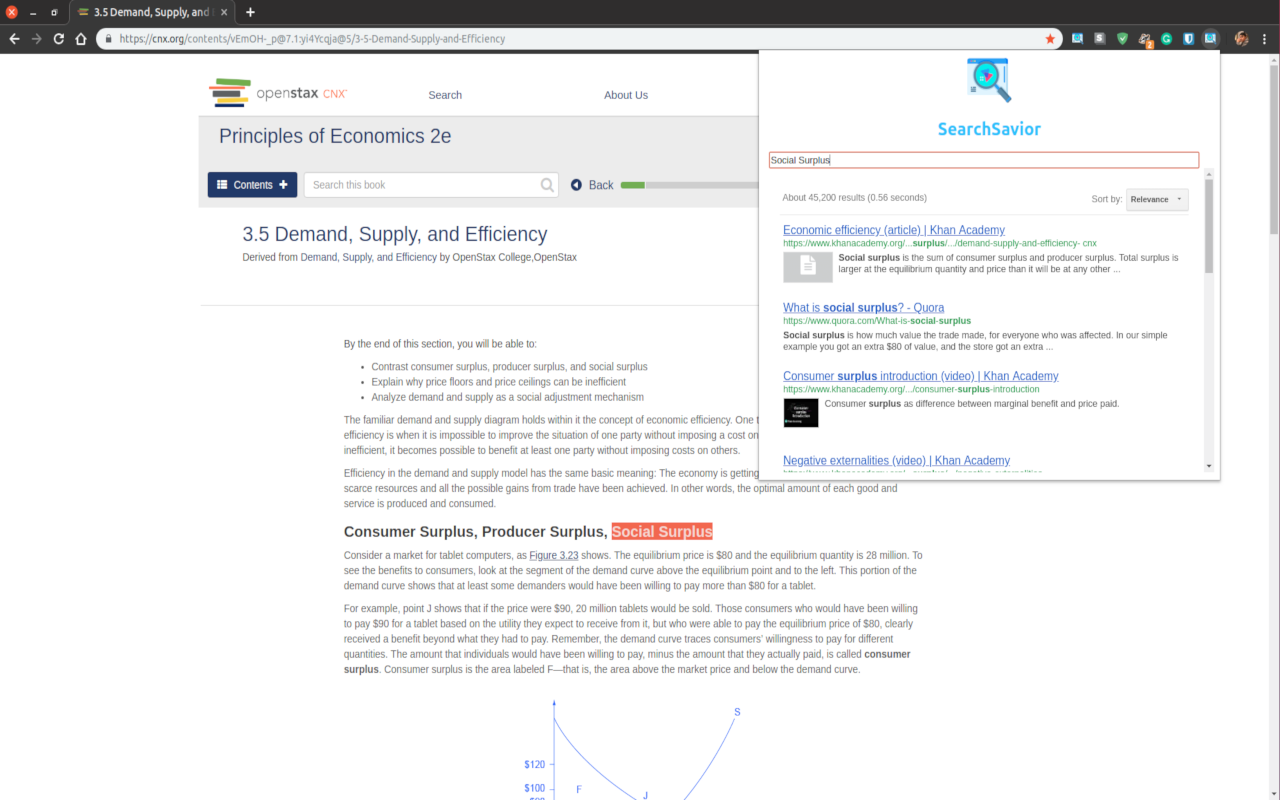 3.5 Demand, Supply, and
https://cnx.org/contents/vEmOH-_p@7.1:yi4Ycqja@5/3-5-Demand-Supply-and-Efficiency
2
openstax CNX
Search
About Us
Principles of Economics 2e
Contents
Search this book
Back
3.5 Demand, Supply, and Efficiency
Derived from Demand, Supply, and Efficiency by OpenStax College,OpenStax
By the end of this section, you will be able to:
• Contrast consumer surplus, producer surplus, and social surplus
• Explain why price floors and price ceilings can be inefficient
• Analyze demand and supply as a social adjustment mechanism
The familiar demand and supply diagram holds within it the concept of economic efficiency. One
efficiency is when it is impossible to improve the situation of one party without imposing a cost on
inefficient, it becomes possible to benefit at least one party without imposing costs on others.
Efficiency in the demand and supply model has the same basic meaning: The economy is getting
scarce resources and all the possible gains from trade have been achieved. In other words, the optimal amount of each good and
service is produced and consumed.
Consumer Surplus, Producer Surplus, Social Surplus
Consider a market for tablet computers, as Figure 3.23 shows. The equilibrium price is $80 and the equilibrium quantity is 28 million. To
see the benefits to consumers, look at the segment of the demand curve above the equilibrium point and to the left. This portion of the
demand curve shows that at least some demanders would have been willing to pay more than $80 for a tablet.
For example, point J shows that if the price were $90, 20 million tablets would be sold. Those consumers who would have been willing
to pay $90 for a tablet based on the utility they expect to receive from it, but who were able to pay the equilibrium price of $80, clearly
received a benefit beyond what they had to pay. Remember, the demand curve traces consumers' willingness to pay for different
quantities. The amount that individuals would have been willing to pay, minus the amount that they actually paid, is called consumer
surplus. Consumer surplus is the area labeled F—that is, the area above the market price and below the demand curve.
S
$120
$100
F
J
SearchSavior
Social Surplus
About 45,200 results (0.56 seconds)
Sort by:
Relevance
Economic efficiency (article) | Khan Academy
https://www.khanacademy.org/...surplus/.../demand-supply-and-efficiency- cnx
Social surplus is the sum of consumer surplus and producer surplus. Total surplus is
larger at the equilibrium quantity and price than it will be at any other ...
What is social surplus? - Quora
https://www.quora.com/What-is-social-surplus
Social surplus is how much value the trade made, for everyone who was affected. In our simple
example you got an extra $80 of value, and the store got an extra ...
Consumer surplus introduction (video) | Khan Academy
https://www.khanacademy.org/.../consumer-surplus-introduction
Consumer surplus as difference between marginal benefit and price paid.
Negative externalities (video) | Khan Academy